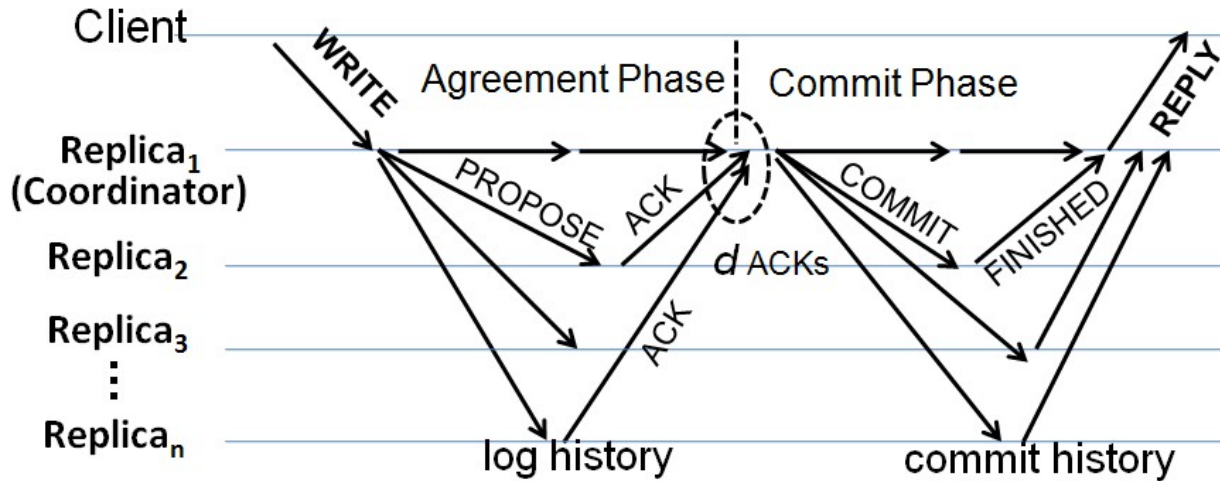 Client
WRITE
Agreement Phase
Commit Phase
REPLY
Replica₁
(Coordinator)
PROPOSE
ACK
COMMIT
FINISHED
Replica₂
d ACKs
ACK
Replica₃
⋮
Replicaₙ
log history
commit history